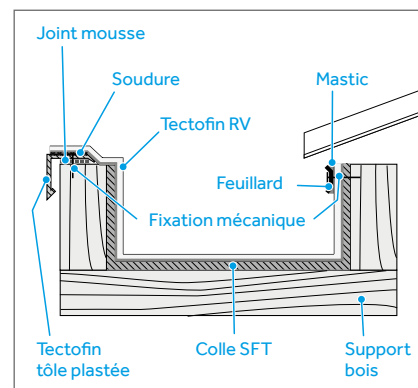 Joint mousse
Soudure
Mastic
Tectofin RV
Feuillard
Fixation mécanique
Tectofin
tôle plastée
Colle SFT
Support
bois